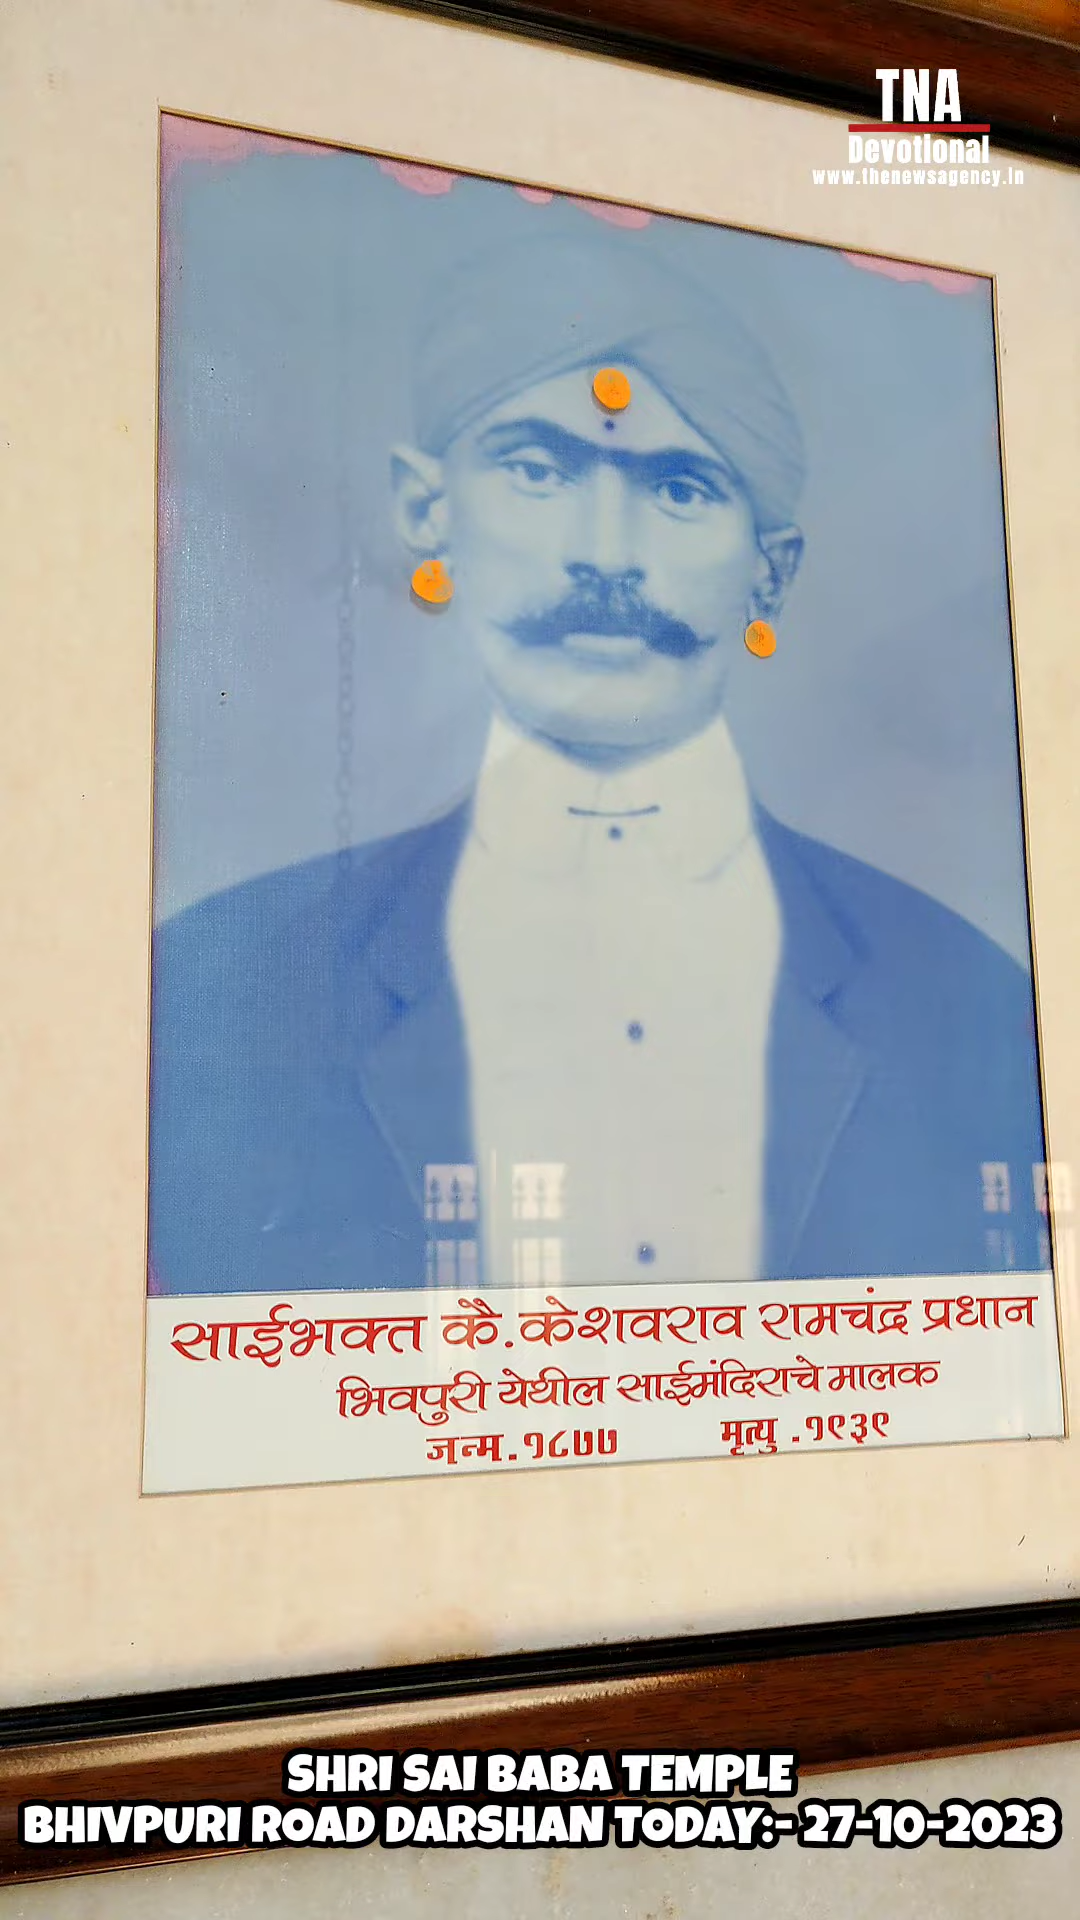 TNA
Devotional
www.thenewsagency.in
साईभक्त कै.केशवराव रामचंद्र प्रधान
भिवपुरी येथील साईमंदिराचे मालक
जन्म.१८७७ मृत्यु .१९३९
SHRI SAI BABA TEMPLE
BHIVPURI ROAD DARSHAN TODAY:- 27-10-2023